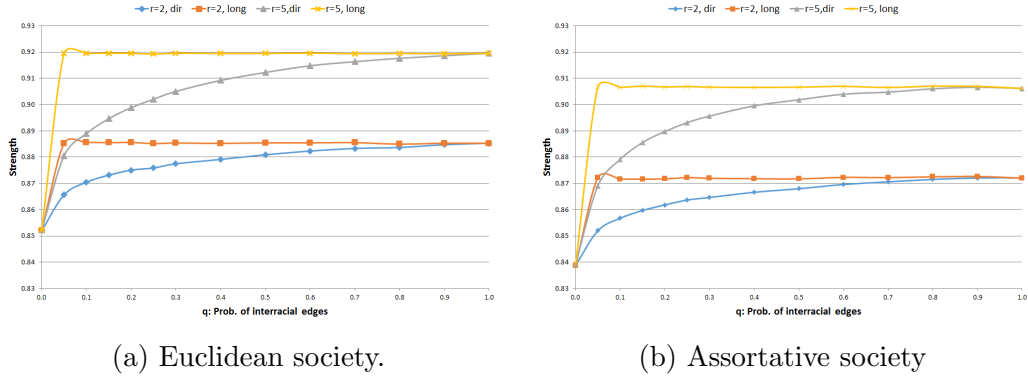 r=2, dir r=2, long r=5,dir r=5, long
0.93
0.92
0.91
0.90
0.89
0.88
0.87
0.86
0.85
0.84
0.83
Strength
0.0 0.1 0.2 0.3 0.4 0.5 0.6 0.7 0.8 0.9 1.0
q: Prob. of interracial edges
(a) Euclidean society.
r=2, dir r=2, long r=5,dir r=5, long
0.93
0.92
0.91
0.90
0.89
0.88
0.87
0.86
0.85
0.84
0.83
Strength
0.0 0.1 0.2 0.3 0.4 0.5 0.6 0.7 0.8 0.9 1.0
q: Prob. of interracial edges
(b) Assortative society